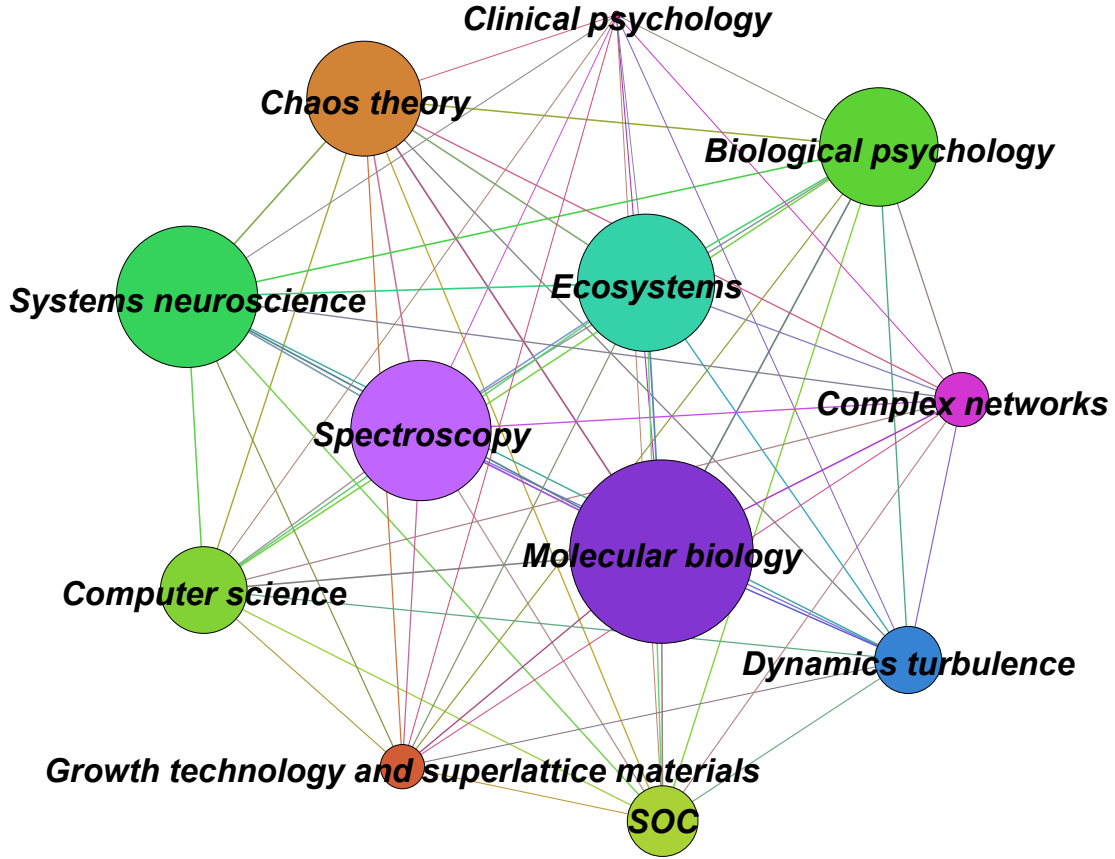 Clinical psychology
Chaos theory
Biological psychology
Systems neuroscience
Ecosystems
Complex networks
Spectroscopy
Molecular biology
Computer science
Dynamics turbulence
Growth technology and superlattice materials
SOC